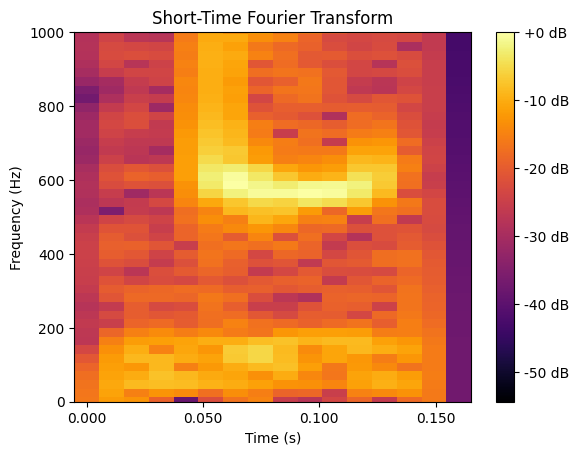 Short-Time Fourier Transform
1000
800
600
400
200
0
Frequency (Hz)
0.000
0.050
0.100
0.150
Time (s)
+0 dB
-10 dB
-20 dB
-30 dB
-40 dB
-50 dB